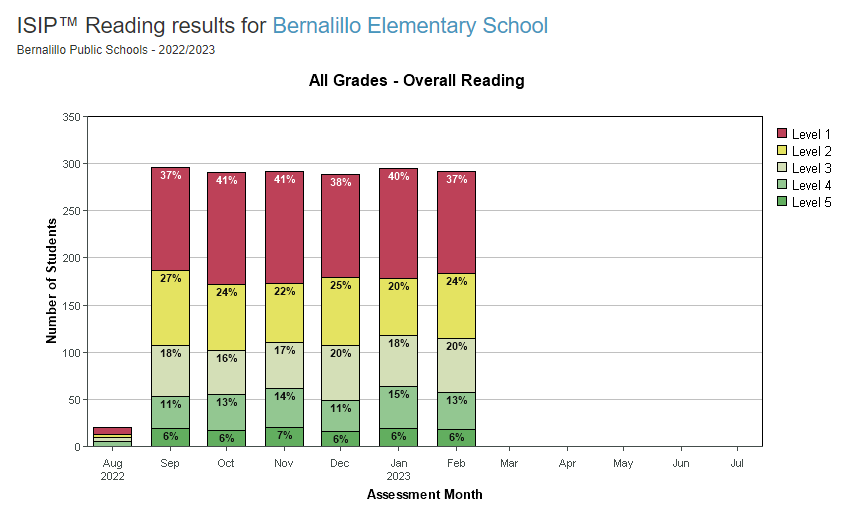 ISIP™ Reading results for Bernalillo Elementary School
Bernalillo Public Schools - 2022/2023
All Grades - Overall Reading
350
300
250
200
150
100
50
0
Number of Students
37% 41% 41% 38% 40% 37%
27% 24% 22% 25% 20% 24%
18% 16% 17% 20% 18% 20%
11% 13% 14% 11% 15% 13%
6% 6% 7% 6% 6% 6%
Level 1
Level 2
Level 3
Level 4
Level 5
Aug Sep Oct Nov Dec Jan Feb Mar Apr May Jun Jul
2022 2023
Assessment Month